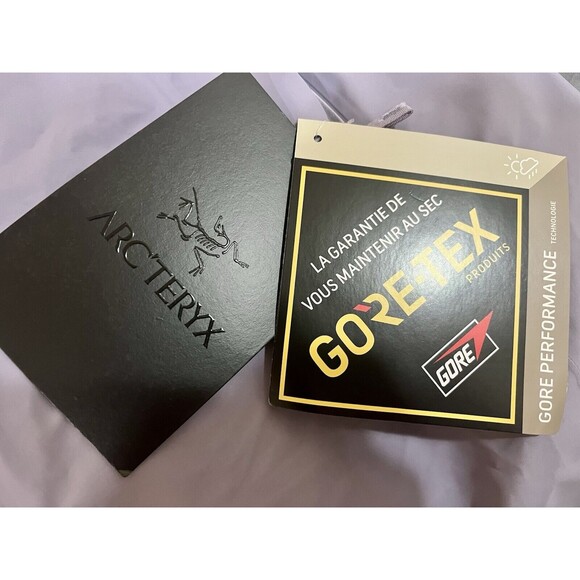 ARC'TERYX
LA GARANTIE DE
VOUS MAINTENIR AU SEC
GORE-TEX
PRODUITS
GORE
GORE PERFORMANCE
TECHNOLOGIE